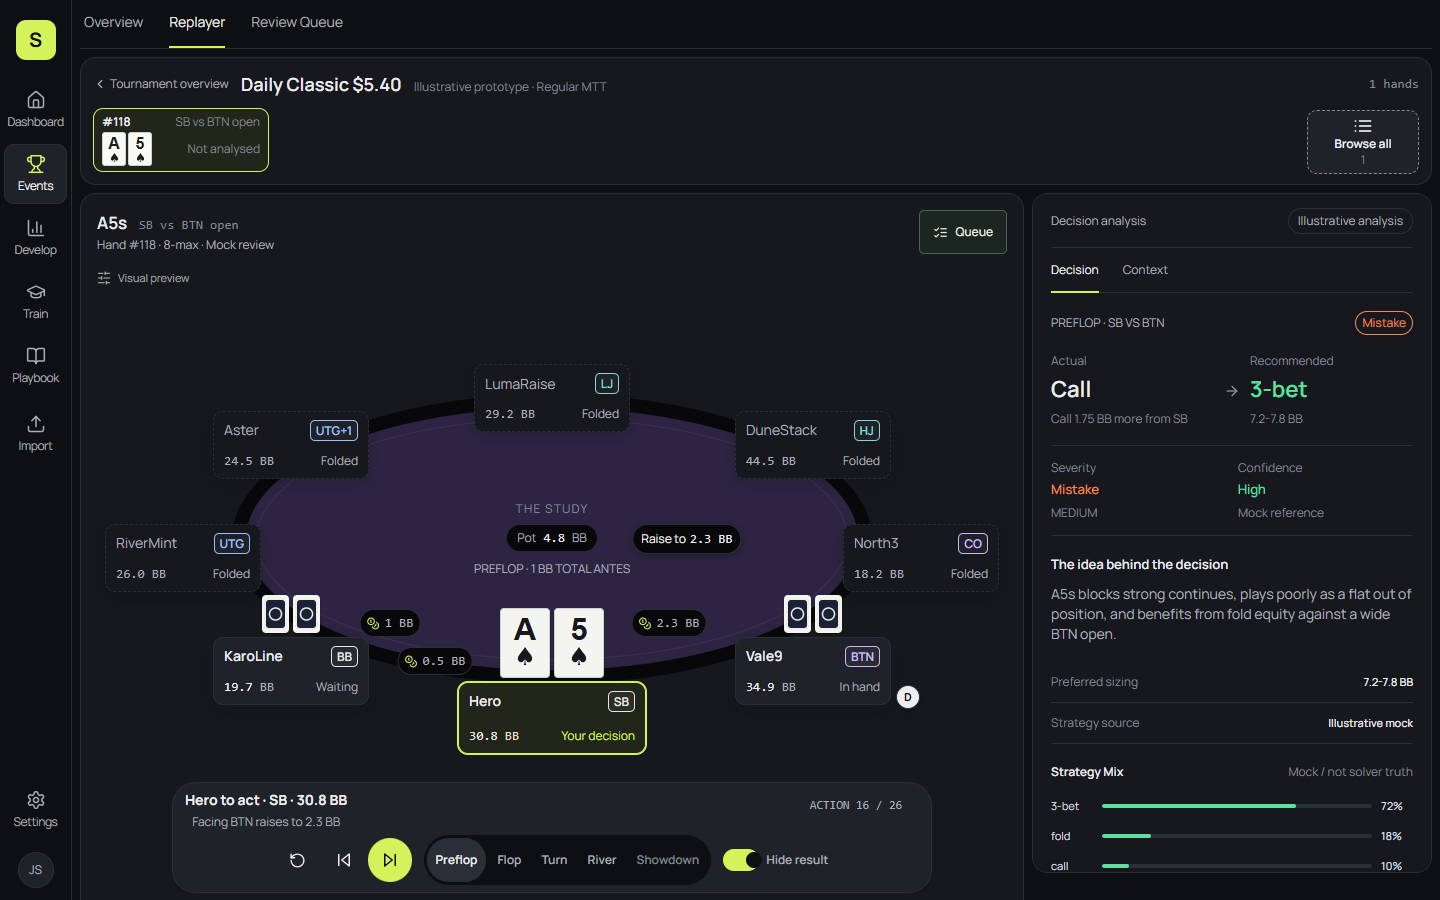 S
Dashboard
Events
Develop
Train
Playbook
Import
Settings
JS
Overview Replayer Review Queue
Tournament overview Daily Classic $5.40 Illustrative prototype · Regular MTT 1 hands
#118 SB vs BTN open
A 5 Not analysed
Browse all
1
A5s SB vs BTN open
Hand #118 · 8-max · Mock review
Queue
Visual preview
LumaRaise LJ
29.2 BB Folded
Aster UTG+1
24.5 BB Folded
DuneStack HJ
44.5 BB Folded
THE STUDY
Pot 4.8 BB Raise to 2.3 BB
PREFLOP · 1 BB TOTAL ANTES
RiverMint UTG
26.0 BB Folded
North3 CO
18.2 BB Folded
1 BB
2.3 BB
0.5 BB
A 5
KaroLine BB
19.7 BB Waiting
Vale9 BTN
34.9 BB In hand
D
Hero SB
30.8 BB Your decision
Hero to act · SB · 30.8 BB
Facing BTN raises to 2.3 BB
ACTION 16 / 26
Preflop Flop Turn River Showdown
Hide result
Decision analysis Illustrative analysis
Decision Context
PREFLOP · SB VS BTN Mistake
Actual Recommended
Call → 3-bet
Call 1.75 BB more from SB 7.2-7.8 BB
Severity Confidence
Mistake High
MEDIUM Mock reference
The idea behind the decision
A5s blocks strong continues, plays poorly as a flat out of
position, and benefits from fold equity against a wide
BTN open.
Preferred sizing 7.2-7.8 BB
Strategy source Illustrative mock
Strategy Mix Mock / not solver truth
3-bet 72%
fold 18%
call 10%